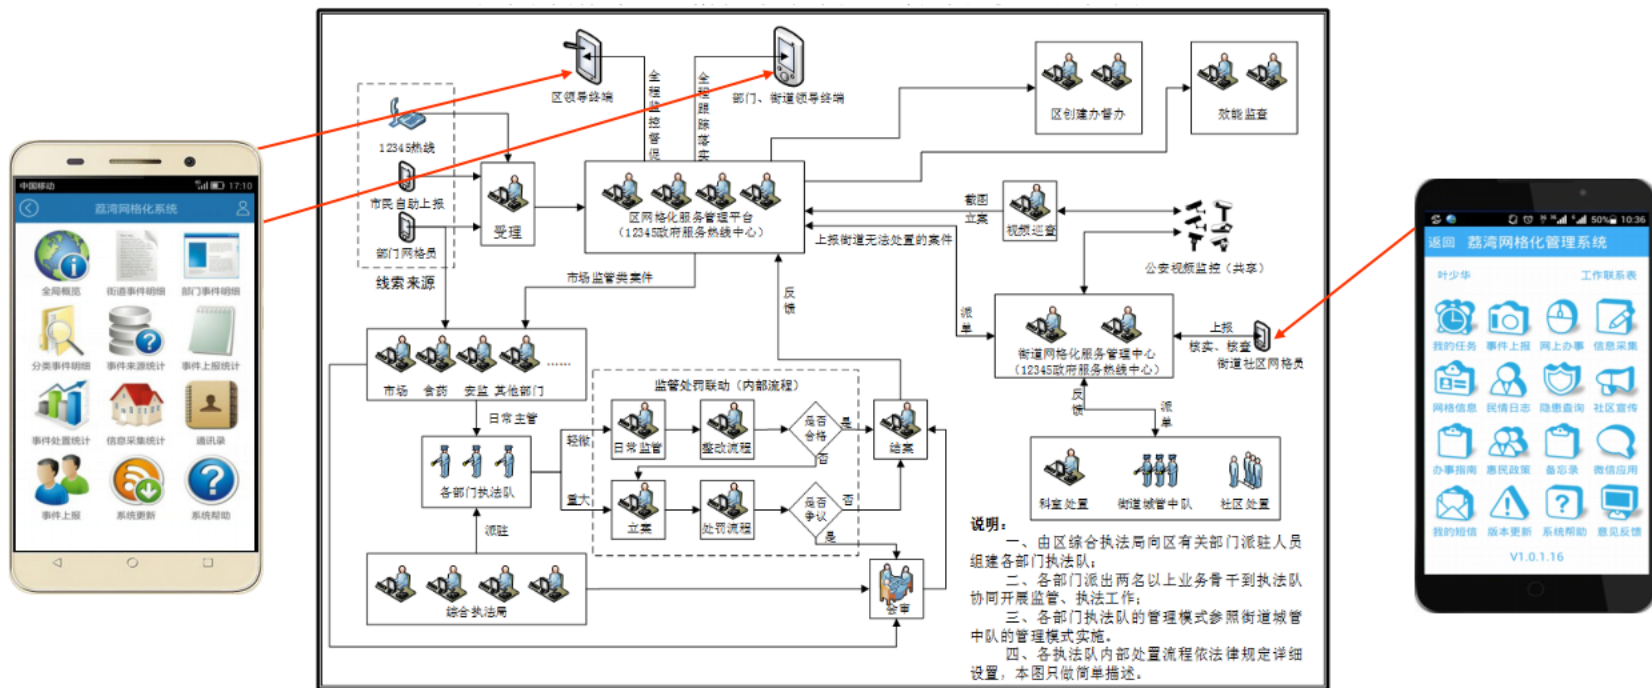 中国移动
17:10
荔湾网格化系统
全局概览
街道事件明细
部门事件明细
分类事件明细
事件来源统计
事件上报统计
事件处置统计
信息采集统计
通讯录
事件上报
系统更新
系统帮助
区领导终端
全程监控督促
全程跟踪落实
部门、街道领导终端
区创建办督办
效能监查
12345热线
市民自助上报
部门网格员
线索来源
受理
区网格化服务管理平台
(12345政府服务热线中心)
截图
立案
视频巡查
上报街道无法处置的案件
公安视频监控(共享)
市场监管类案件
反馈
派单
街道网格化服务管理中心
(12345政府服务热线中心)
上报
核实、核查
街道社区网格员
市场
食药
安监
其他部门
……
日常主管
监管处罚联动(内部流程)
轻微
日常监管
整改流程
是否合格
是
否
结案
各部门执法队
重大
立案
处罚流程
是否争议
否
是
派驻
综合执法局
会审
反馈
派单
科室处置
街道城管中队
社区处置
说明:
一、由区综合执法局向区有关部门派驻人员
组建各部门执法队;
二、各部门派出两名以上业务骨干到执法队
协同开展监管、执法工作;
三、各部门执法队的管理模式参照街道城管
中队的管理模式实施。
四、各执法队内部处置流程依法律规定详细
设置,本图只做简单描述。
50%
10:36
返回
荔湾网格化管理系统
叶少华
工作联系表
我的任务
事件上报
网上办事
信息采集
网格信息
民情日志
隐患查询
社区宣传
办事指南
惠民政策
备忘录
微信应用
我的短信
版本更新
系统帮助
意见反馈
V1.0.1.16